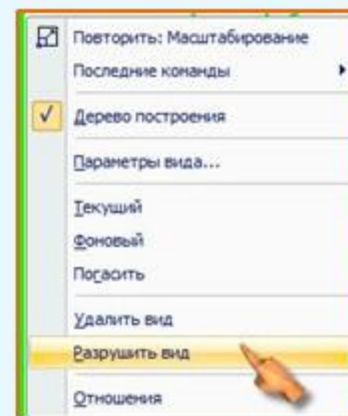 Повторить: Масштабирование
Последние команды
Дерево построения
Параметры вида...
Текущий
Фоновый
Погасить
Удалить вид
Разрушить вид
Отношения